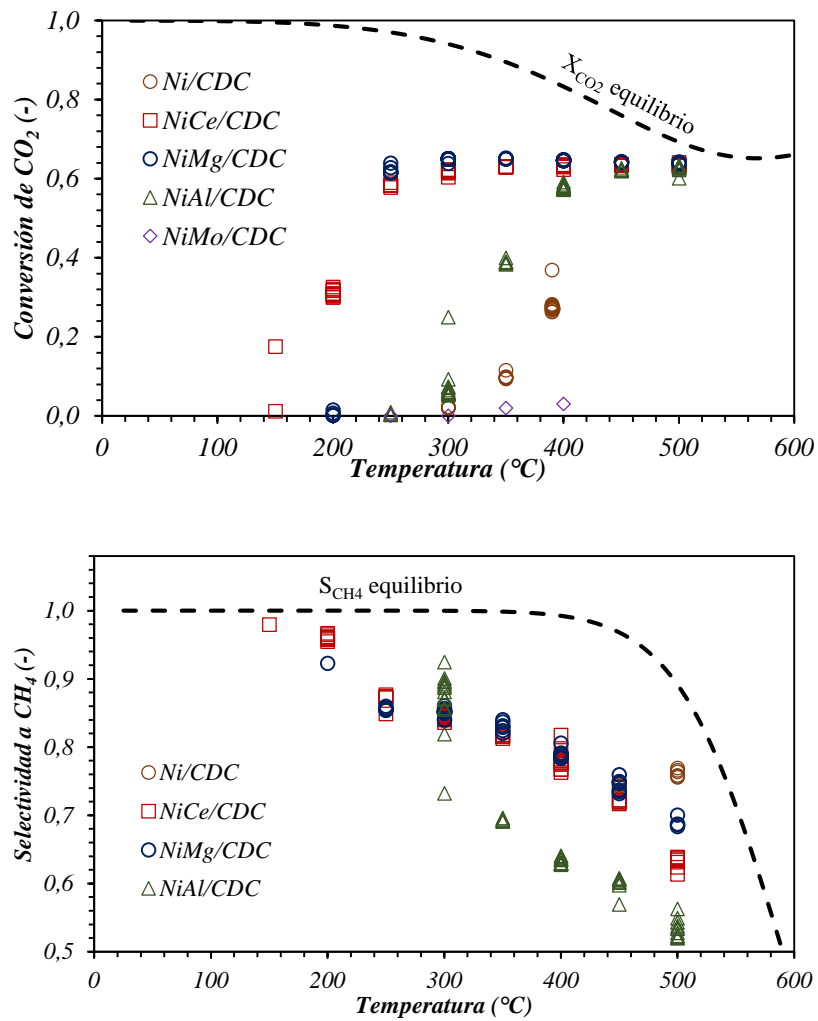 1,0
0,8
0,6
0,4
0,2
0,0
Conversión de CO2 (-)
Ni/CDC
NiCe/CDC
NiMg/CDC
NiAl/CDC
NiMo/CDC
XCO2 equilibrio
0 100 200 300 400 500 600
Temperatura (°C)
SCH4 equilibrio
1,0
0,9
0,8
0,7
0,6
0,5
Selectividad a CH4 (-)
Ni/CDC
NiCe/CDC
NiMg/CDC
NiAl/CDC
0 100 200 300 400 500 600
Temperatura (°C)